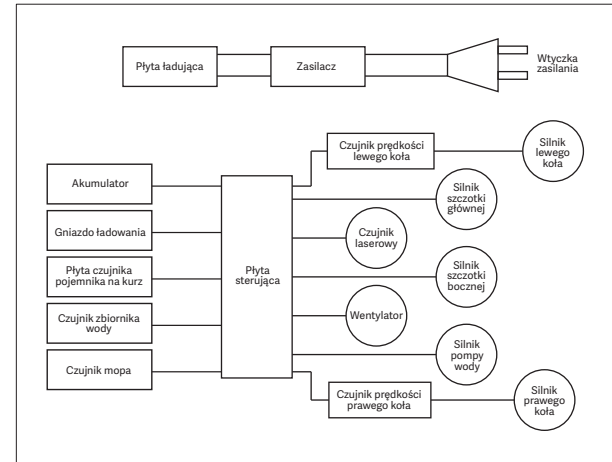 Płyta ładująca
Zasilacz
Wtyczka
zasilania
Czujnik prędkości
lewego koła
Silnik
lewego
koła
Akumulator
Silnik
szczotki
głównej
Gniazdo ładowania
Czujnik
laserowy
Płyta czujnika
pojemnika na kurz
Płyta
sterująca
Silnik
szczotki
bocznej
Czujnik zbiornika
wody
Wentylator
Silnik
pompy
wody
Czujnik mopa
Czujnik prędkości
prawego koła
Silnik
prawego
koła